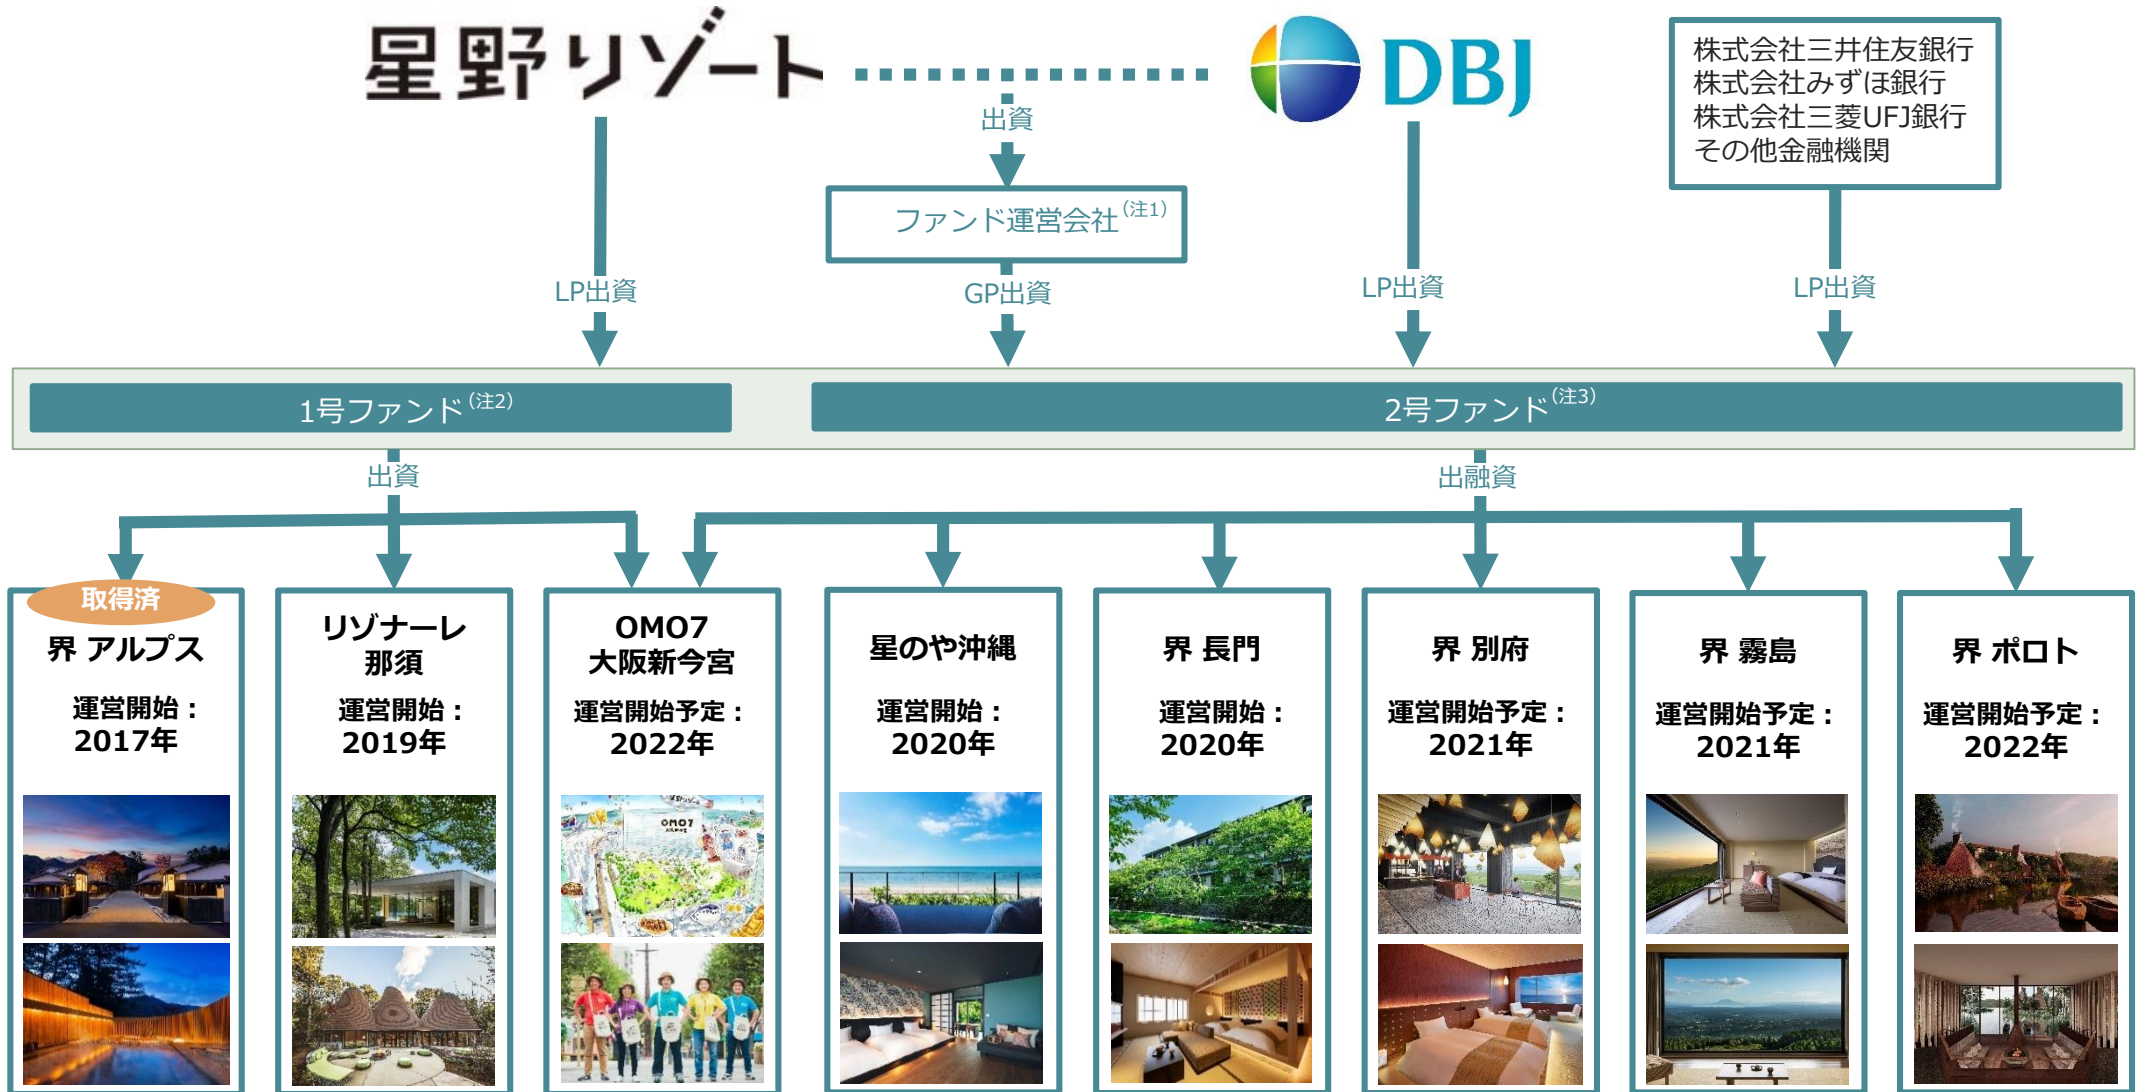 星野リゾート
DBJ
株式会社三井住友銀行
株式会社みずほ銀行
株式会社三菱UFJ銀行
その他金融機関
出資
ファンド運営会社(注1)
LP出資
GP出資
LP出資
LP出資
1号ファンド(注2)
2号ファンド(注3)
出資
出融資
取得済
界 アルプス
運営開始：
2017年
リゾナーレ
那須
運営開始：
2019年
OMO7
大阪新今宮
運営開始予定：
2022年
OMO7
星のや沖縄
運営開始：
2020年
界 長門
運営開始：
2020年
界 別府
運営開始予定：
2021年
界 霧島
運営開始予定：
2021年
界 ポロト
運営開始予定：
2022年